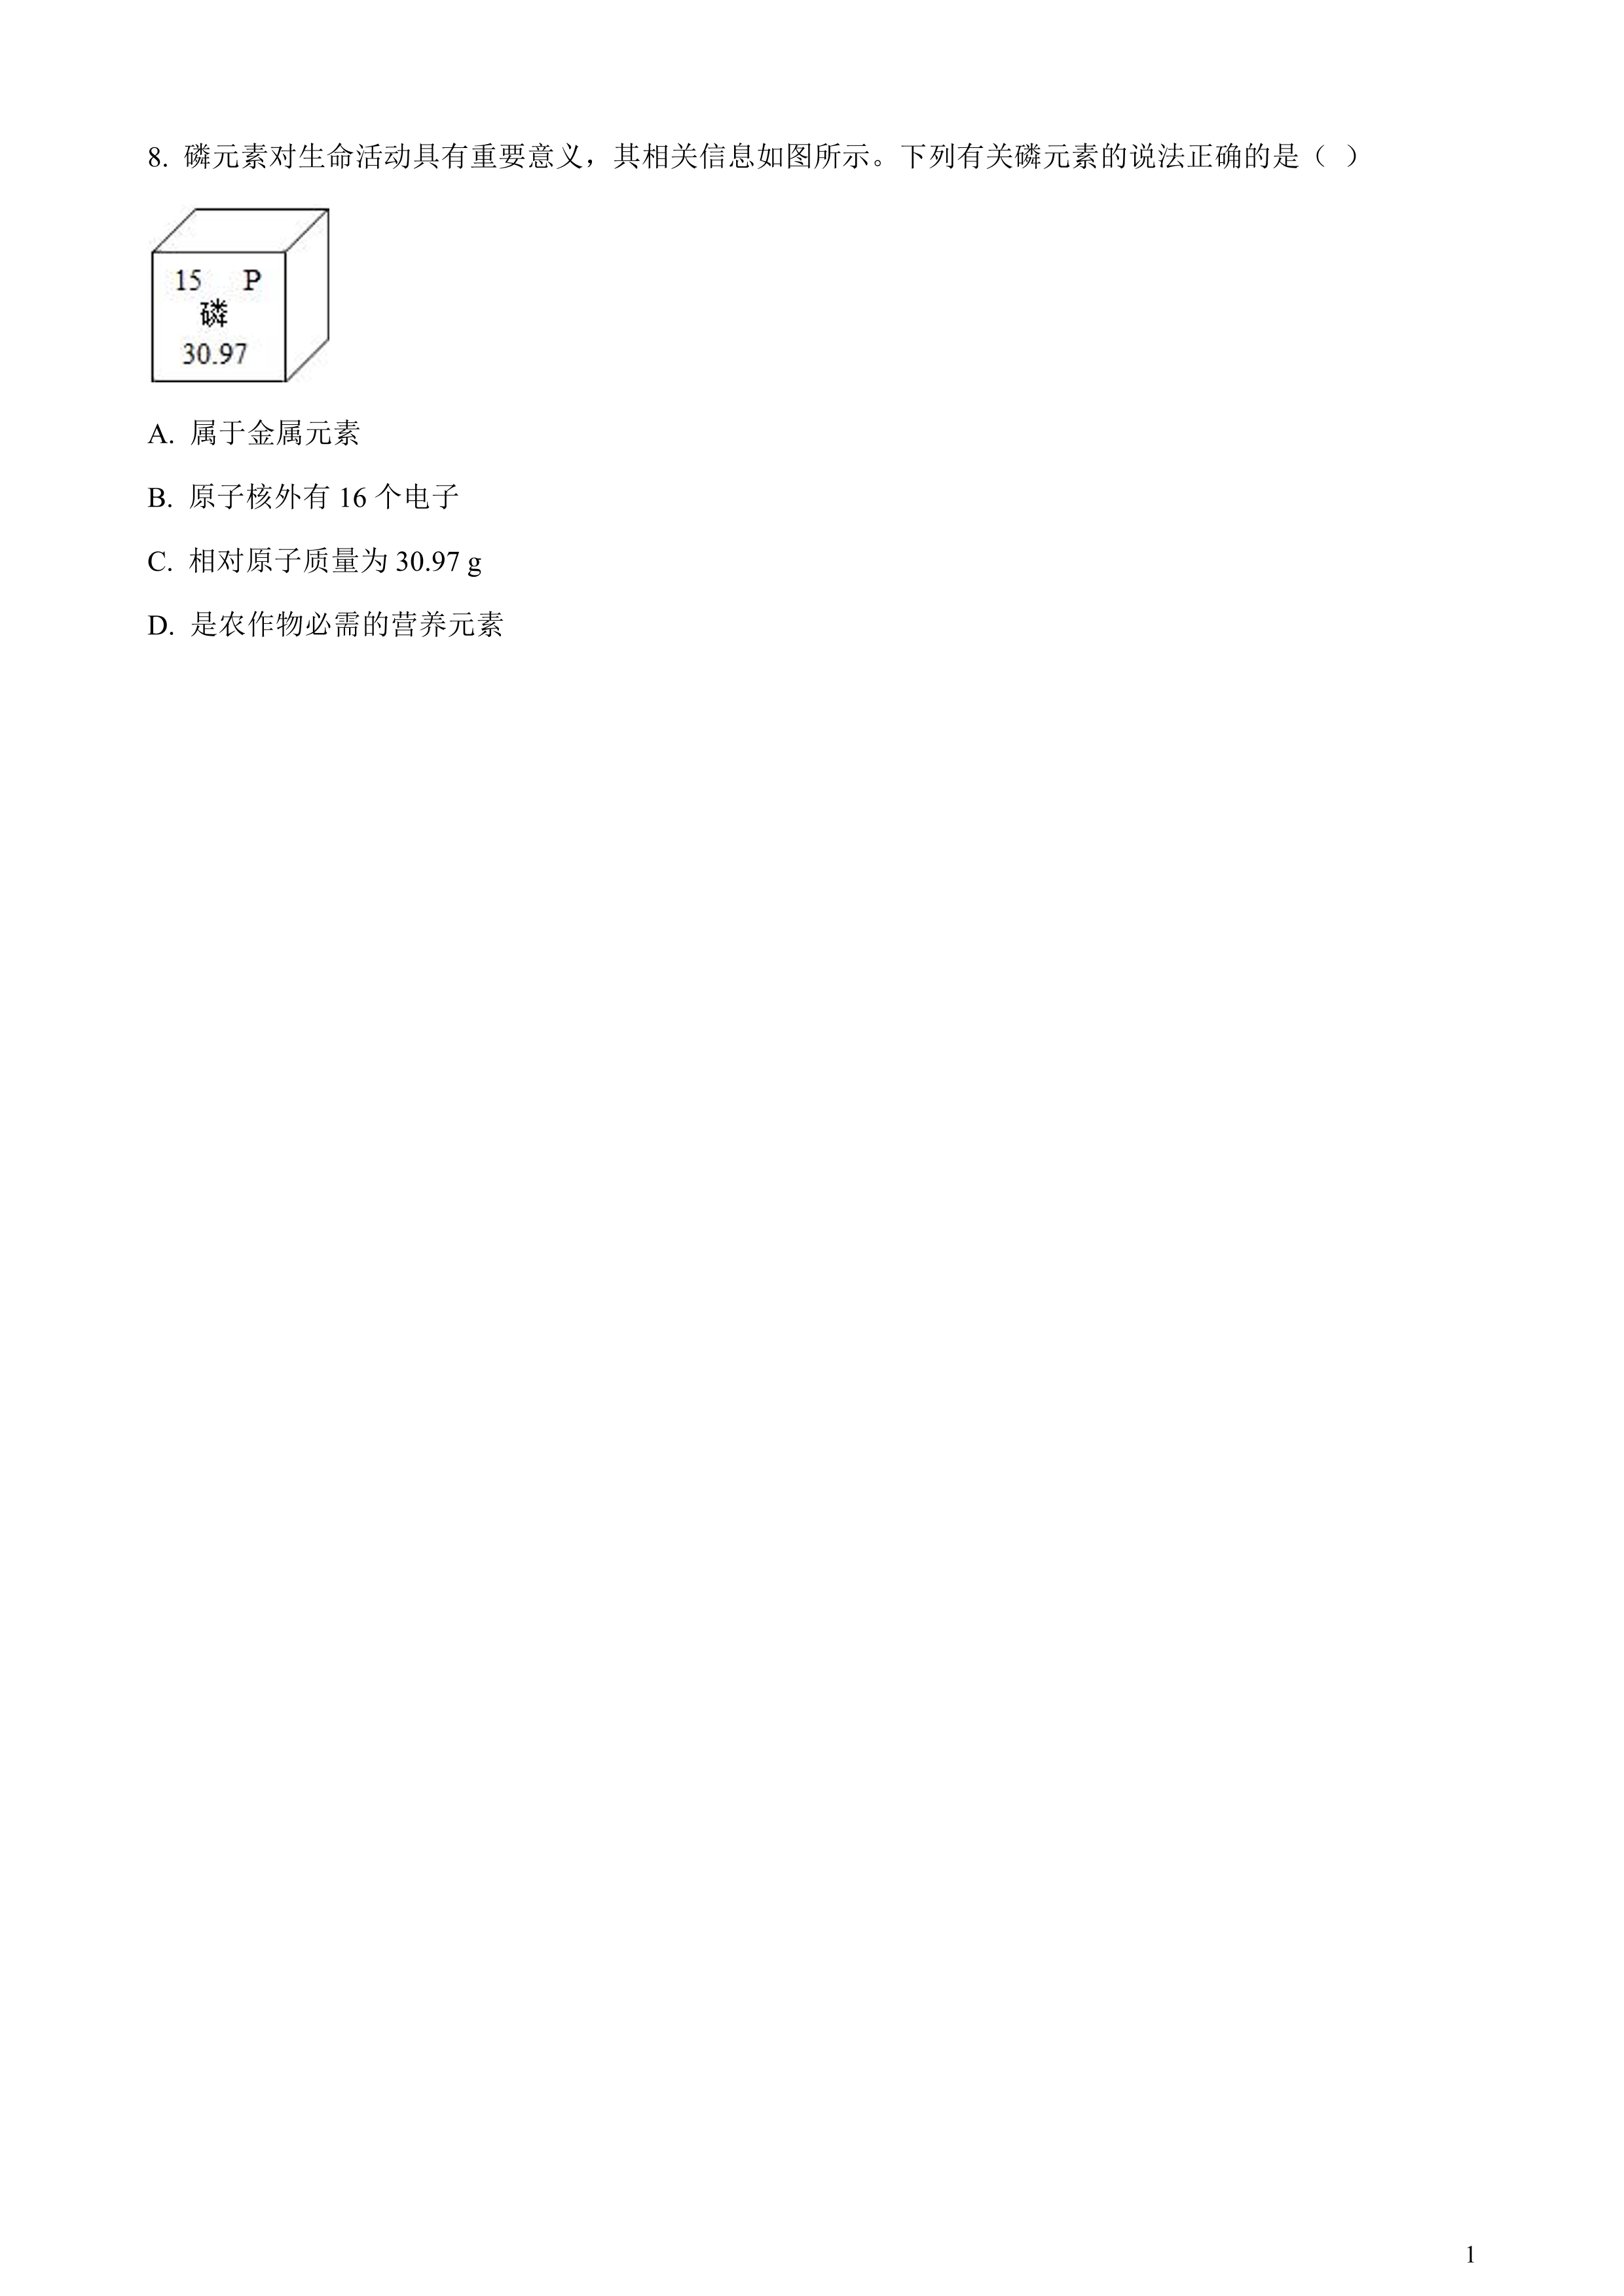 8. 磷元素对生命活动具有重要意义，其相关信息如图所示。下列有关磷元素的说法正确的是（ ）
15 P
磷
30.97
A. 属于金属元素
B. 原子核外有 16 个电子
C. 相对原子质量为 30.97 g
D. 是农作物必需的营养元素
1